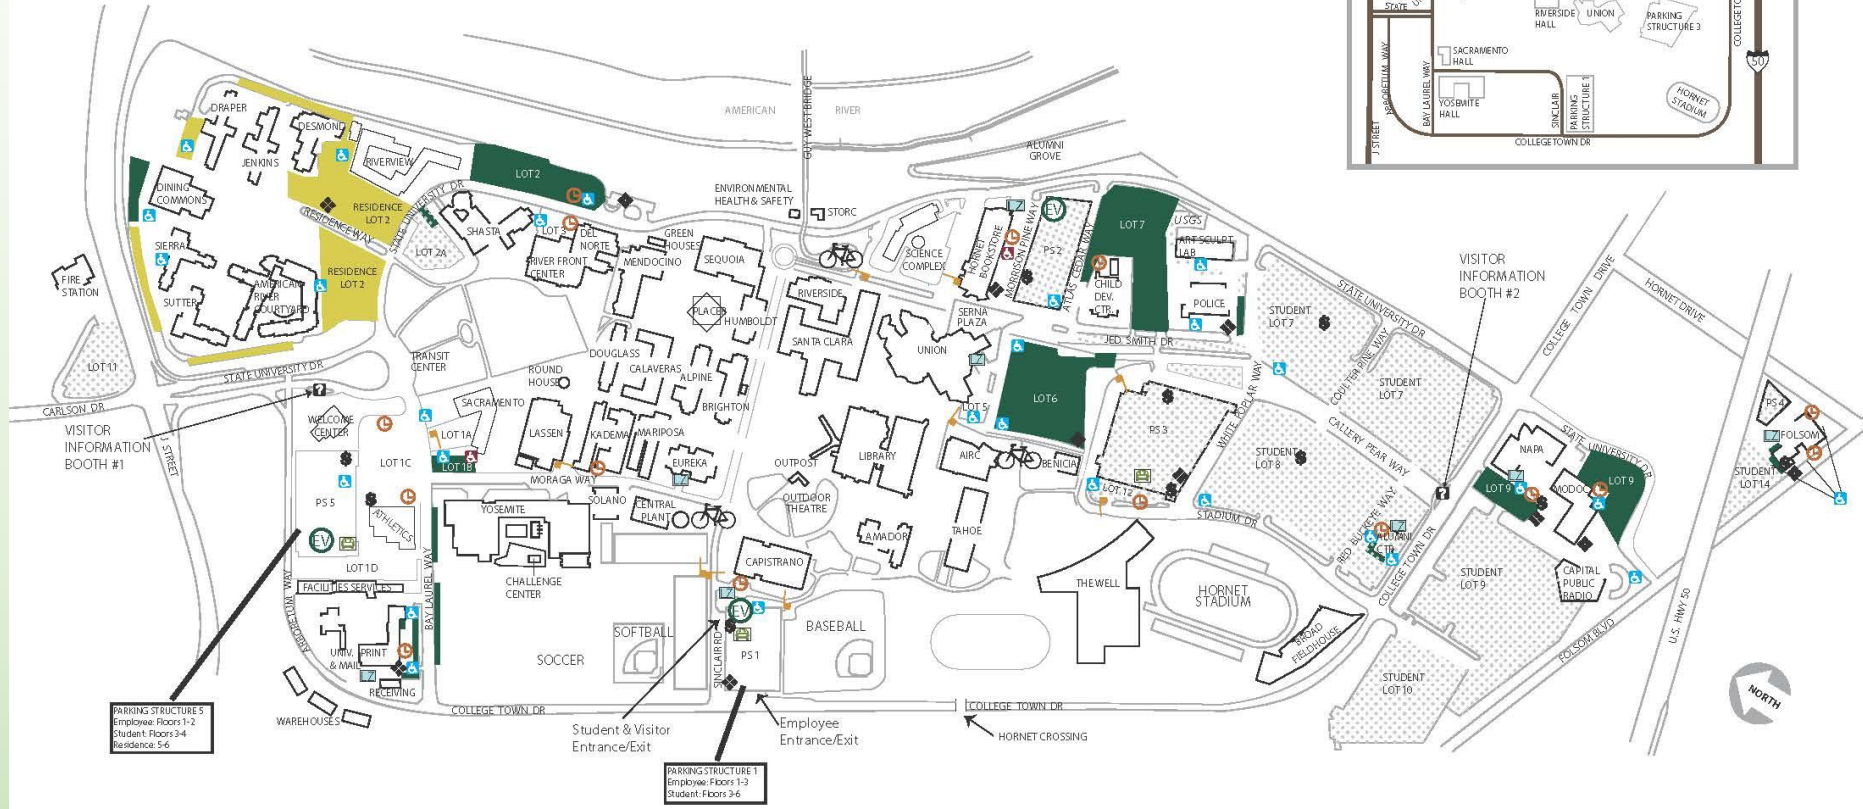 STATE
RIVERSIDE
HALL
UNION
PARKING
STRUCTURE 3
SACRAMENTO
HALL
YOSEMITE
HALL
J STREET
ARBORETUM WAY
BAY LAUREL WAY
SINCLAIR
PARKING
STRUCTURE 1
HORNET
STADIUM
COLLEGE TOWN DR
50
AMERICAN RIVER
GUY WEST BRIDGE
ALUMNI
GROVE
DRAPER
DESMOND
JENKINS
RIVERVIEW
DINING
COMMONS
RESIDENCE
LOT 2
RESIDENCE WAY
STATE UNIVERSITY DR
LOT 2
LOT 2A
SHASTA
LOT 3
DEL
NORTE
RIVER FRONT
CENTER
GREEN
HOUSES
MENDOCINO
SEQUOIA
ENVIRONMENTAL
HEALTH & SAFETY
STORC
SCIENCE
COMPLEX
HORNET
BOOKSTORE
MORRISON PINE WAY
EV
PS 2
ATLAS CEDAR WAY
LOT 7
USGS
ART SCULPT
LAB
CHILD
DEV.
CTR.
POLICE
VISITOR
INFORMATION
BOOTH #2
STATE UNIVERSITY DR
COLLEGE TOWN DRIVE
HORNET DRIVE
FIRE
STATION
SIERRA
SUTTER
AMERICAN
RIVER
COURTYARD
RESIDENCE
LOT 2
PLACER
HUMBOLDT
RIVERSIDE
SANTA CLARA
SERNA
PLAZA
UNION
JED SMITH DR
STUDENT
LOT 7
COULTER PINE WAY
STUDENT
LOT 7
LOT 11
STATE UNIVERSITY DR
TRANSIT
CENTER
ROUND
HOUSE
DOUGLASS
CALAVERAS
ALPINE
BRIGHTON
LOT 5
LOT 6
PS 3
WHITE POPLAR WAY
CALLERY PEAR WAY
STUDENT
LOT 8
PS 4
FOLSOM
STUDENT
LOT 14
CARLSON DR
VISITOR
INFORMATION
BOOTH #1
J STREET
WELCOME
CENTER
SACRAMENTO
LOT 1A
LOT 1B
LOT 1C
LASSEN
KADEMA
MARIPOSA
EUREKA
MORAGA WAY
OUTPOST
LIBRARY
AIRC
BENICIA
LOT 12
STADIUM DR
NAPA
STATE UNIVERSITY DR
LOT 9
MODOC
LOT 9
PS 5
ATHLETICS
EV
LOT 1D
YOSEMITE
SOLANO
CENTRAL
PLANT
OUTDOOR
THEATRE
AMADOR
TAHOE
RED BUCKEYE WAY
ALUMNI
CTR
COLLEGE TOWN DR
STUDENT
LOT 9
CAPITAL
PUBLIC
RADIO
FACILITIES SERVICES
ARBORETUM WAY
BAY LAUREL WAY
CHALLENGE
CENTER
CAPISTRANO
THE WELL
HORNET
STADIUM
BROAD
FIELDHOUSE
FOLSOM BLVD
U.S. HWY 50
UNIV.
& MAIL
PRINT
RECEIVING
SOCCER
SOFTBALL
EV
SINCLAIR RD
PS 1
BASEBALL
STUDENT
LOT 10
NORTH
WAREHOUSES
COLLEGE TOWN DR
COLLEGE TOWN DR
HORNET CROSSING
Student & Visitor
Entrance/Exit
Employee
Entrance/Exit
PARKING STRUCTURE 5
Employee: Floors 1-2
Student: Floors 3-4
Residence: 5-6
PARKING STRUCTURE 1
Employee: Floors 1-3
Student: Floors 3-6